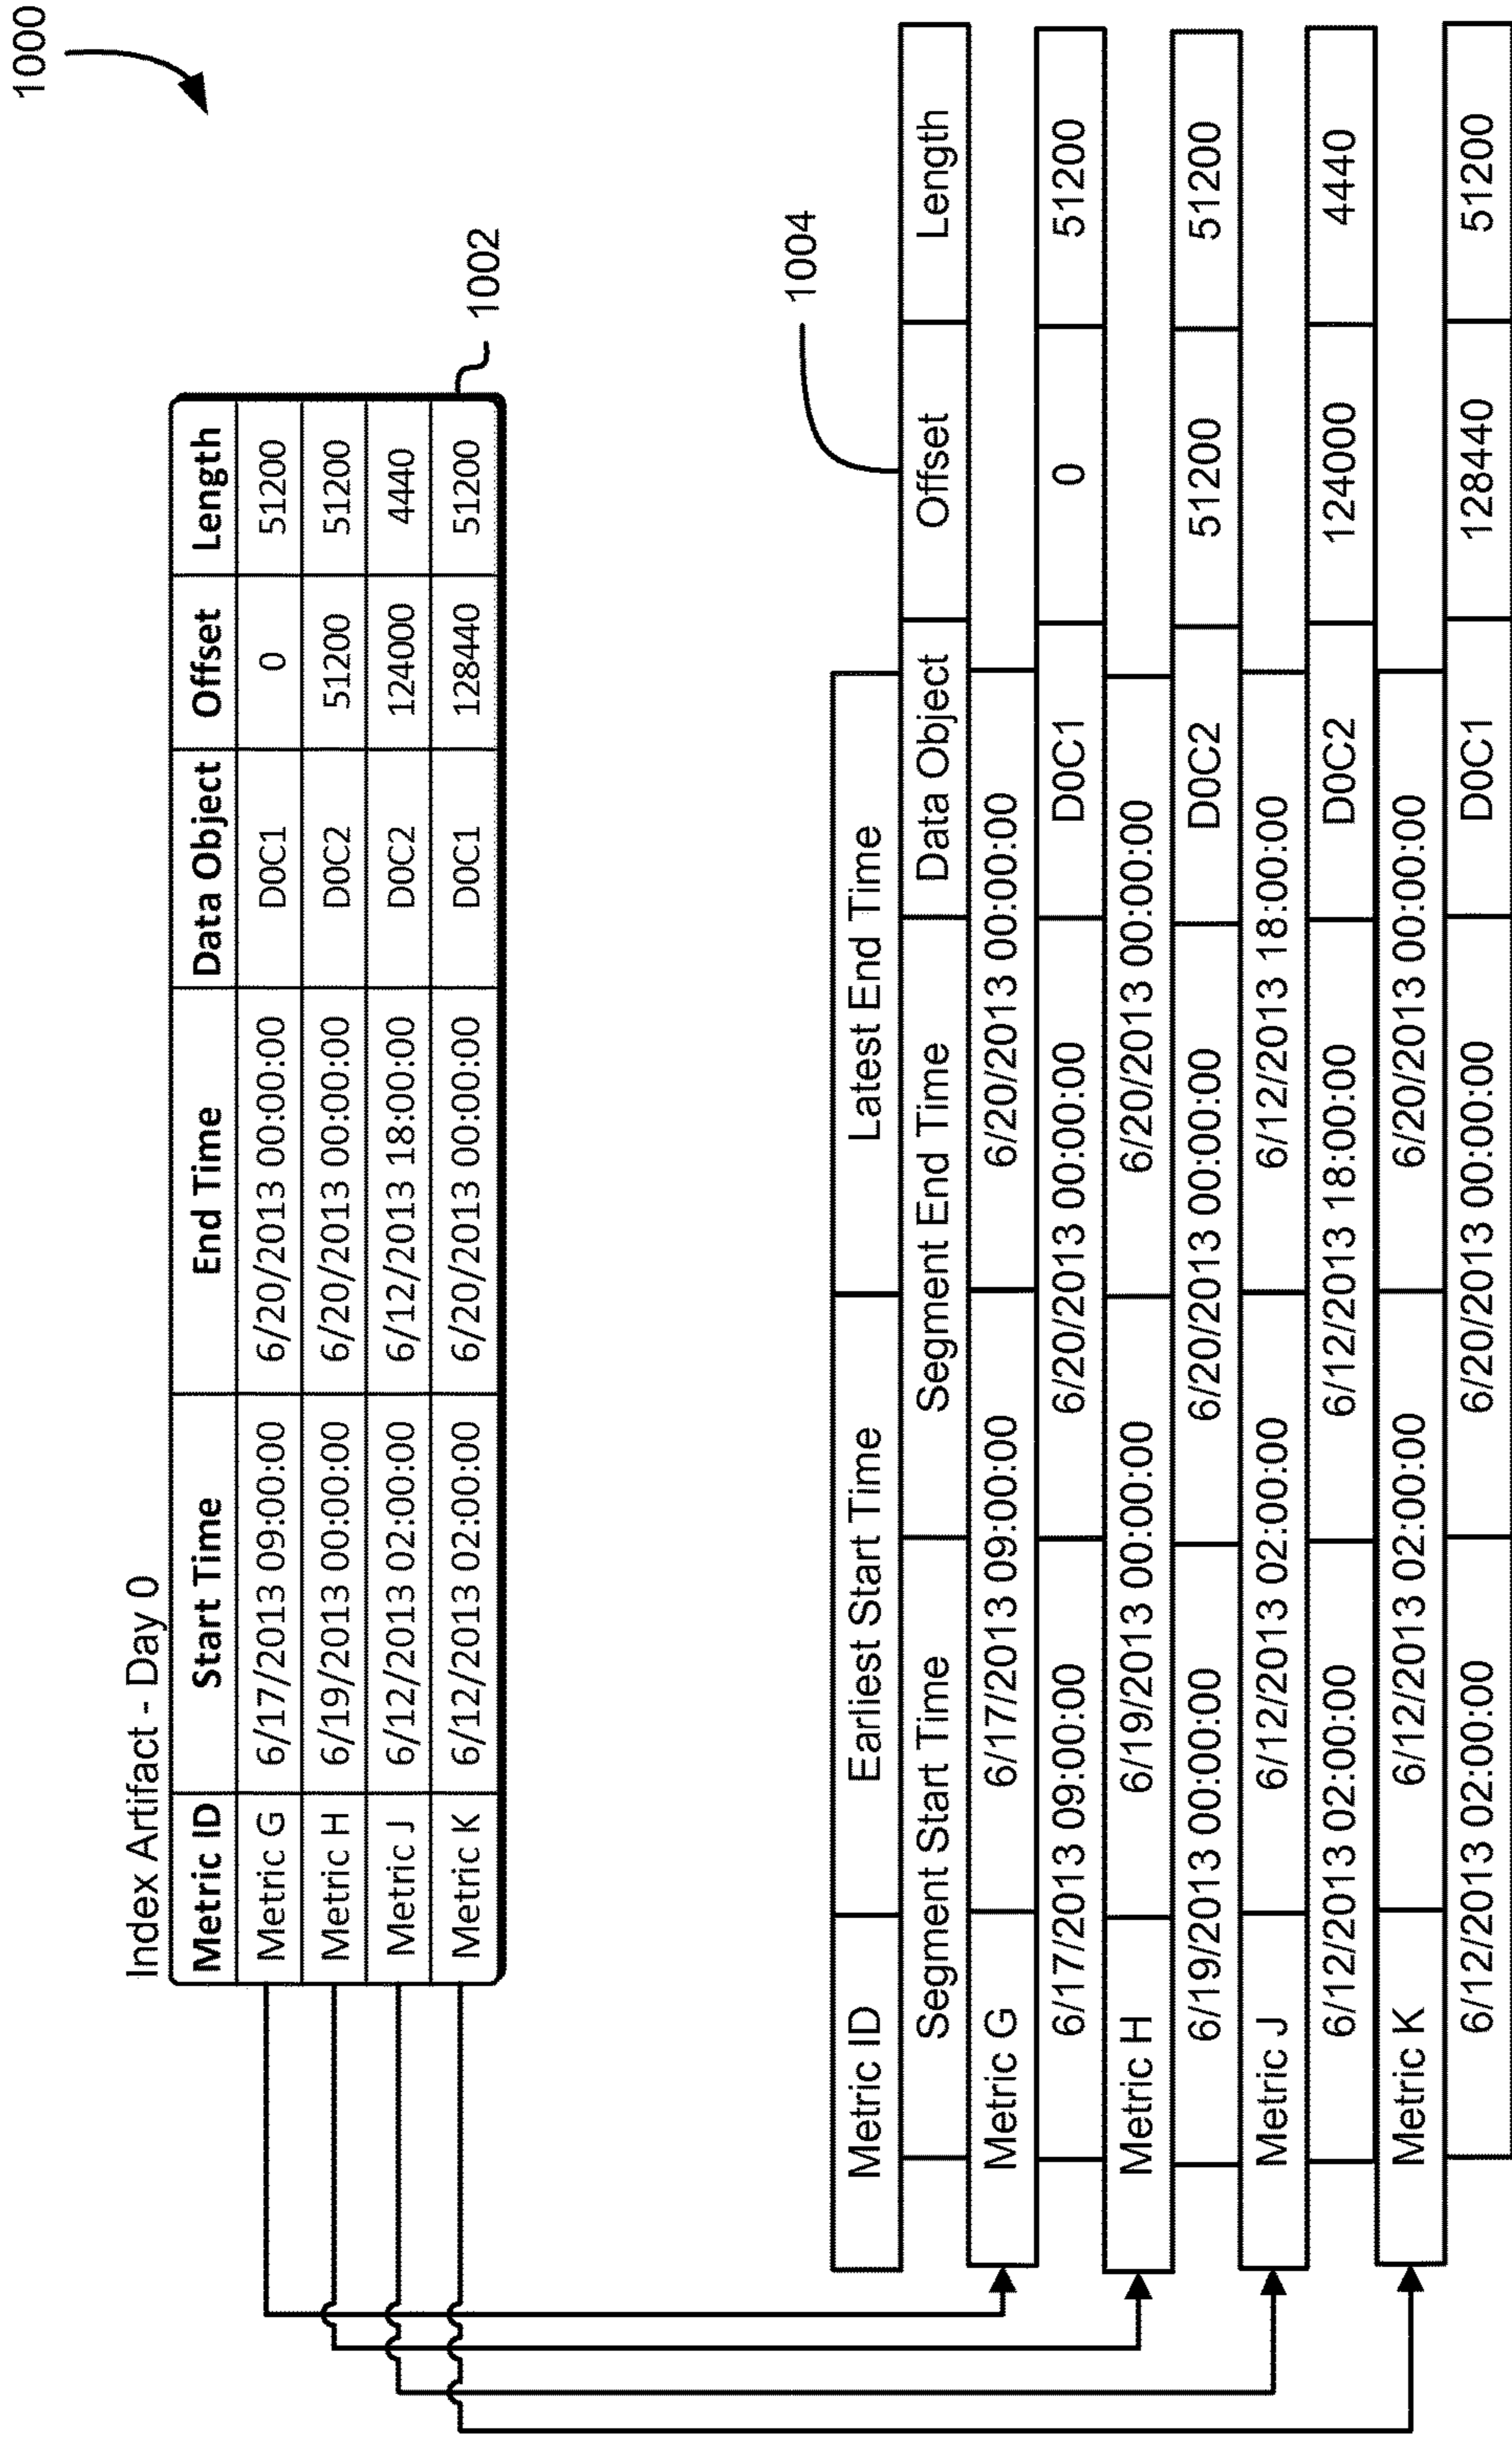 1000
Index Artifact - Day 0
Metric ID Start Time End Time Data Object Offset Length
Metric G 6/17/2013 09:00:00 6/20/2013 00:00:00 D0C1 0 51200
Metric H 6/19/2013 00:00:00 6/20/2013 00:00:00 D0C2 51200 51200
Metric J 6/12/2013 02:00:00 6/12/2013 18:00:00 D0C2 124000 4440
Metric K 6/12/2013 02:00:00 6/20/2013 00:00:00 D0C1 128440 51200
1002
1004
Metric ID Earliest Start Time Latest End Time
Segment Start Time Segment End Time Data Object Offset Length
Metric G 6/17/2013 09:00:00 6/20/2013 00:00:00
6/17/2013 09:00:00 6/20/2013 00:00:00 D0C1 0 51200
Metric H 6/19/2013 00:00:00 6/20/2013 00:00:00
6/19/2013 00:00:00 6/20/2013 00:00:00 D0C2 51200 51200
Metric J 6/12/2013 02:00:00 6/12/2013 18:00:00
6/12/2013 02:00:00 6/12/2013 18:00:00 D0C2 124000 4440
Metric K 6/12/2013 02:00:00 6/20/2013 00:00:00
6/12/2013 02:00:00 6/20/2013 00:00:00 D0C1 128440 51200